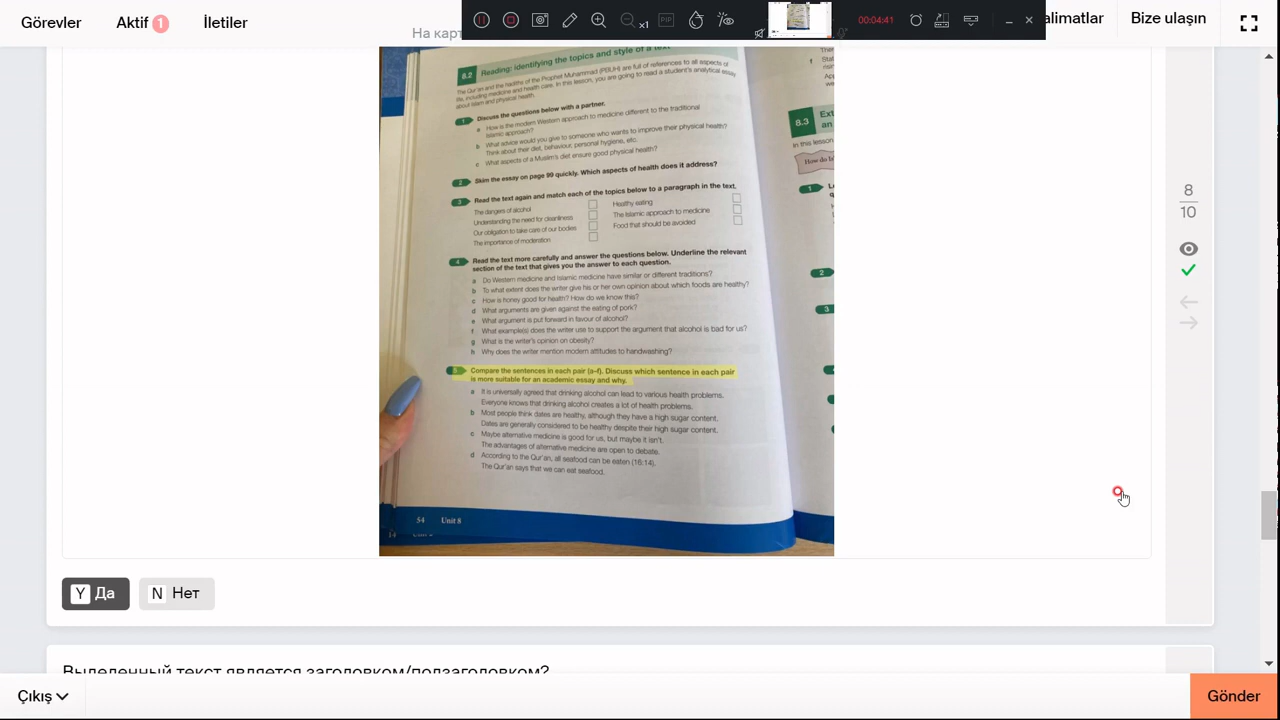 Görevler
Aktif 1
İletiler
На карт
x1
PIP
00:04:41
alimatlar
Bize ulaşın
8.2 Reading: identifying the topics and style of a text
The Qur'an and the hadiths of the Prophet Muhammad (PBUH) are full of references to all aspects
life, including medicine and health care. In this lesson, you are going to read a student's analytical essay
about Islam and physical health.
1 Discuss the questions below with a partner.
a How is the modern Western approach to medicine different to the traditional
Islamic approach?
b What advice would you give to someone who wants to improve their physical health?
Think about their diet, behaviour, personal hygiene, etc.
c What aspects of a Muslim's diet ensure good physical health?
2 Skim the essay on page 99 quickly. Which aspects of health does it address?
3 Read the text again and match each of the topics below to a paragraph in the text.
The dangers of alcohol
Understanding the need for cleanliness
Our obligation to take care of our bodies
The importance of moderation
Healthy eating
The Islamic approach to medicine
Food that should be avoided
4 Read the text more carefully and answer the questions below. Underline the relevant
section of the text that gives you the answer to each question.
a Do Western medicine and Islamic medicine have similar or different traditions?
b To what extent does the writer give his or her own opinion about which foods are healthy?
c How is honey good for health? How do we know this?
d What arguments are given against the eating of pork?
e What argument is put forward in favour of alcohol?
f What example(s) does the writer use to support the argument that alcohol is bad for us?
g What is the writer's opinion on obesity?
h Why does the writer mention modern attitudes to handwashing?
5 Compare the sentences in each pair (a–f). Discuss which sentence in each pair
is more suitable for an academic essay and why.
a It is universally agreed that drinking alcohol can lead to various health problems.
Everyone knows that drinking alcohol creates a lot of health problems.
b Most people think dates are healthy, although they have a high sugar content.
Dates are generally considered to be healthy despite their high sugar content.
c Maybe alternative medicine is good for us, but maybe it isn't.
The advantages of alternative medicine are open to debate.
d According to the Qur'an, all seafood can be eaten (16:14).
The Qur'an says that we can eat seafood.
54 Unit 8
14
f Stat
8.3 Ext
an
in this lesson
How do I
1
2
3
8
10
Y Да
N Нет
Выделенный текст является заголовком/подзаголовком?
Çıkış
Gönder